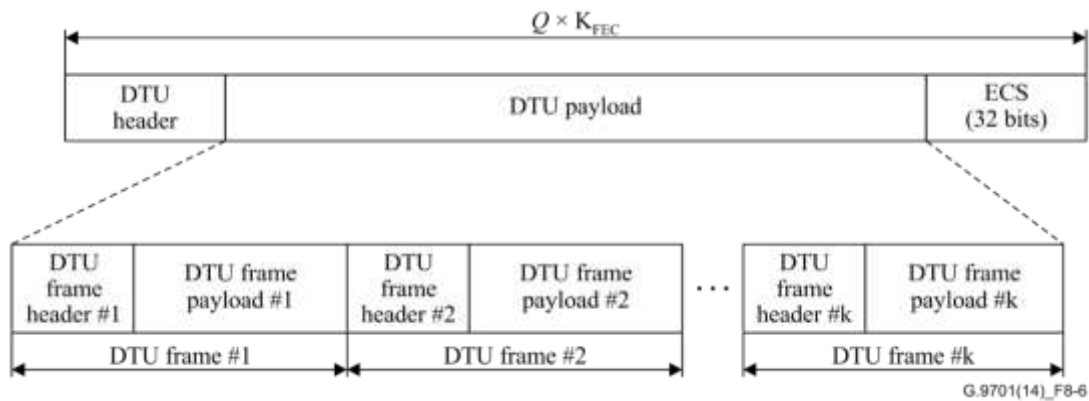 Q × K_FEC
DTU
header
DTU payload
ECS
(32 bits)
DTU
frame
header #1
DTU frame
payload #1
DTU
frame
header #2
DTU frame
payload #2
...
DTU
frame
header #k
DTU frame
payload #k
DTU frame #1
DTU frame #2
DTU frame #k
G.9701(14)_F8-6